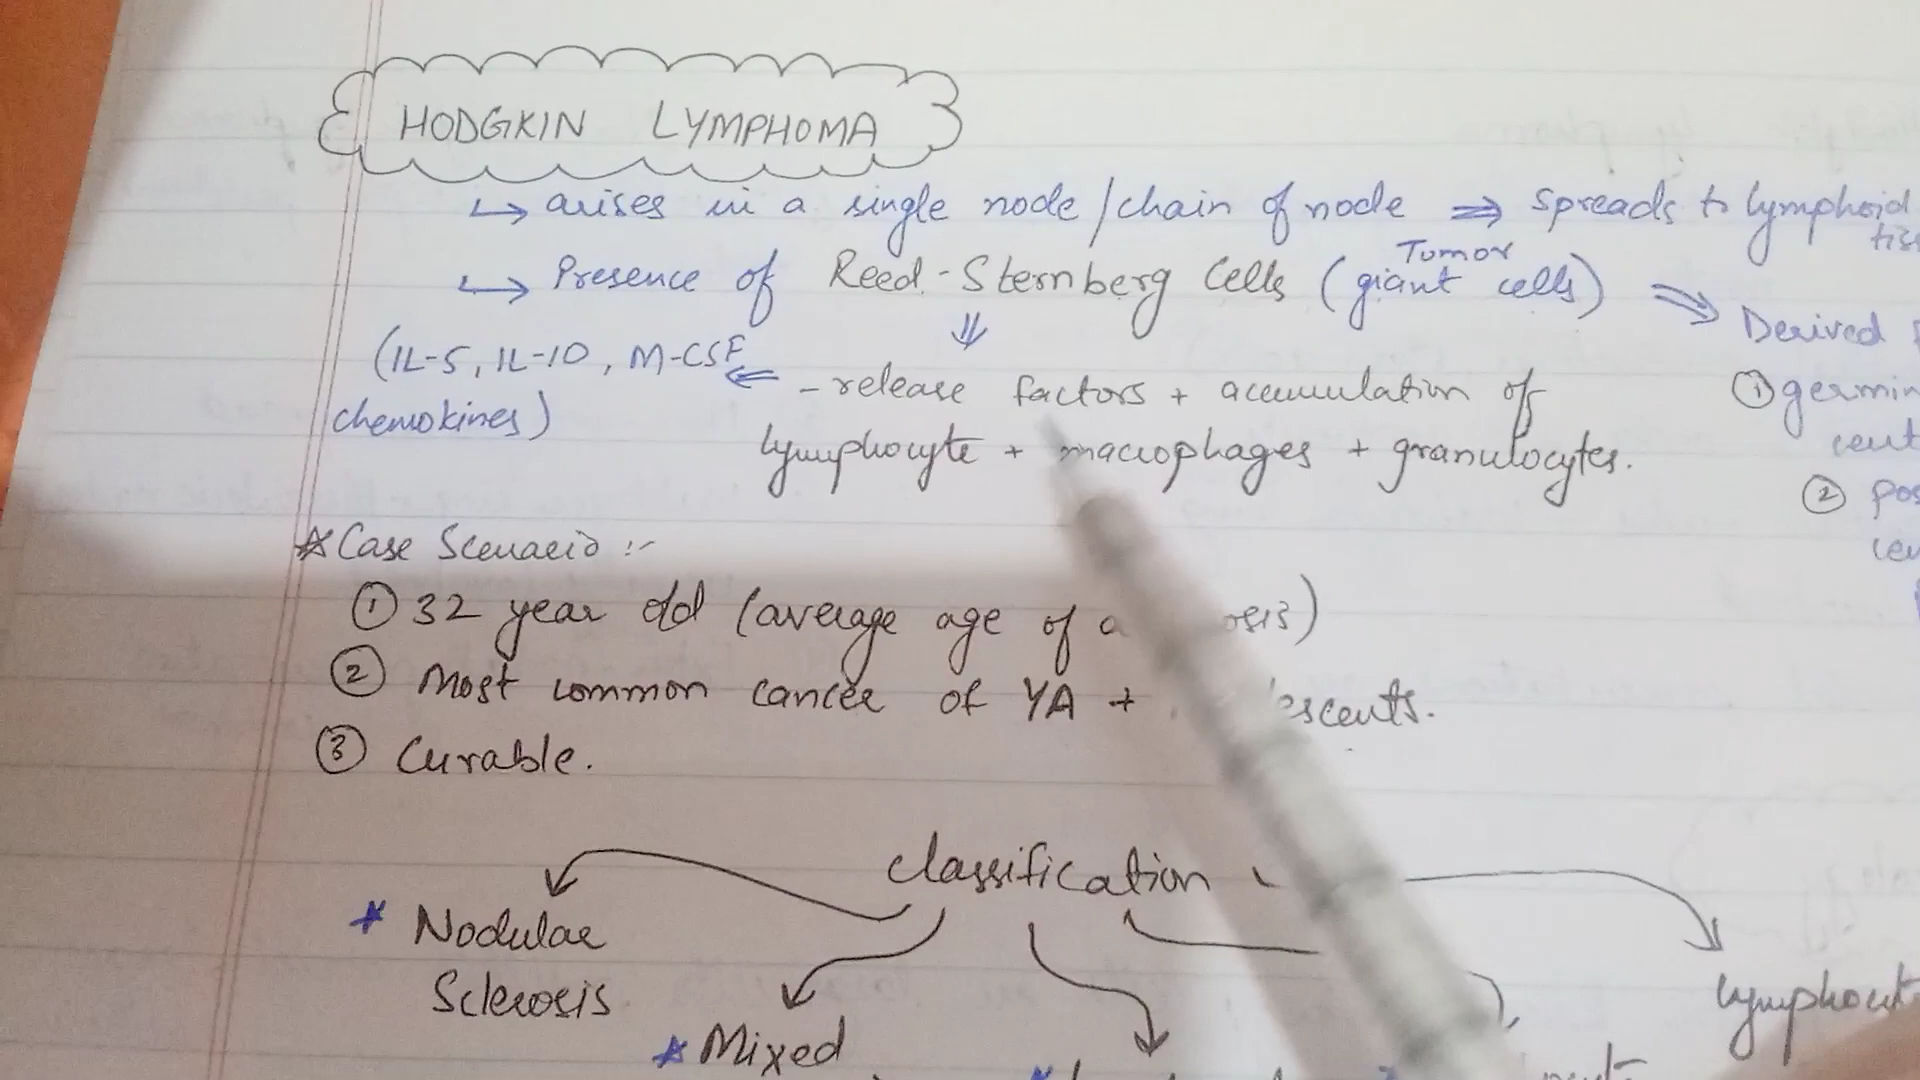 HODGKIN LYMPHOMA
↳ arises in a single node/chain of node ⇒ spreads to lymphoid
↳ Presence of Reed-Sternberg Cells (giant cells) ⇒
Tumor
Derived
(IL-5, IL-10, M-CSF
chemokines)
⇐ - release factors + accumulation of
lymphocyte + macrophages + granulocytes.
①
②
☆ Case Scenario :-
① 32 year old (average age of
② Most common cancer of YA +
③ Curable.
Classification
* Nodular
Sclerosis
* Mixed